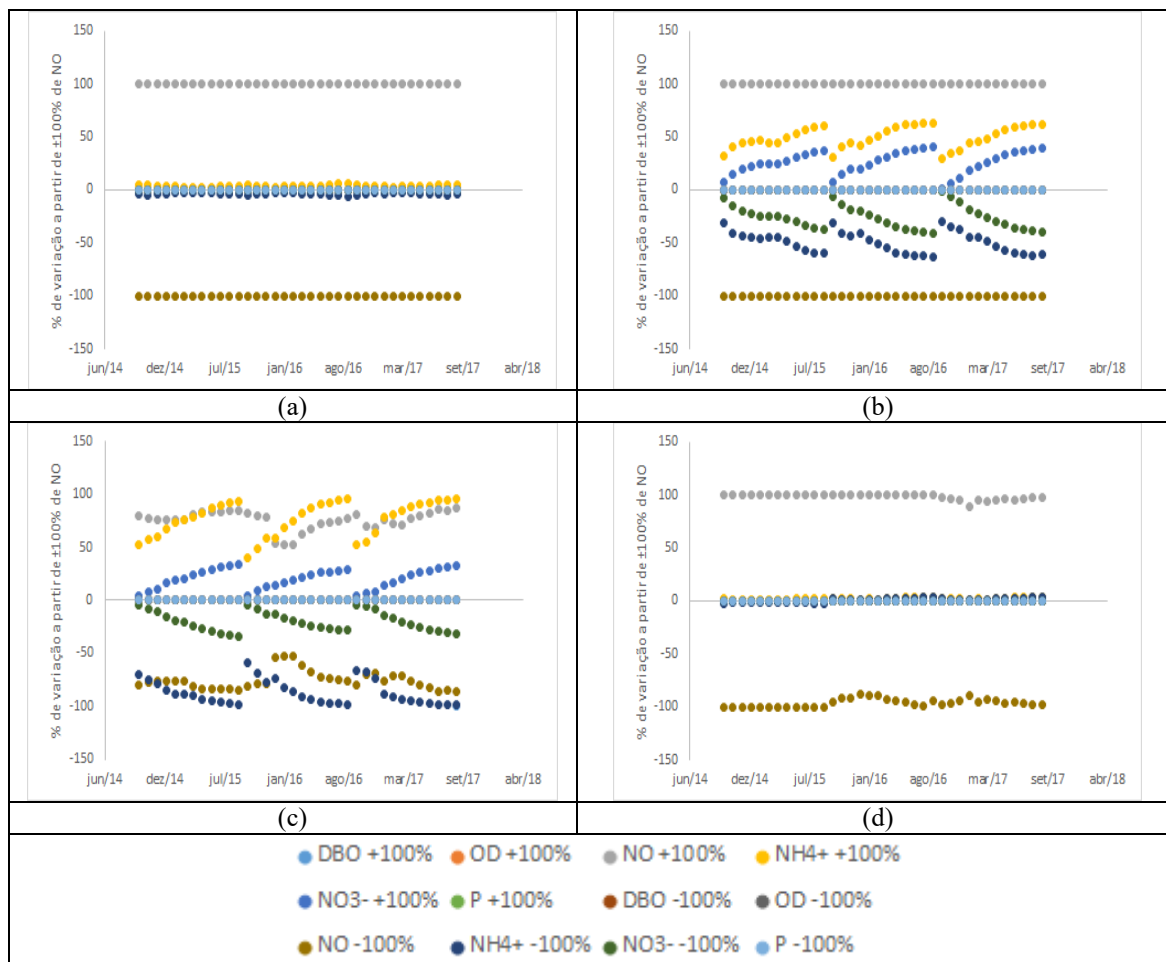 % de variação a partir de ±100% de NO
150
100
50
0
-50
-100
-150
jun/14 dez/14 jul/15 jan/16 ago/16 mar/17 set/17 abr/18
(a)
% de variação a partir de ±100% de NO
150
100
50
0
-50
-100
-150
jun/14 dez/14 jul/15 jan/16 ago/16 mar/17 set/17 abr/18
(b)
% de variação a partir de ±100% de NO
150
100
50
0
-50
-100
-150
jun/14 dez/14 jul/15 jan/16 ago/16 mar/17 set/17 abr/18
(c)
% de variação a partir de ±100% de NO
150
100
50
0
-50
-100
-150
jun/14 dez/14 jul/15 jan/16 ago/16 mar/17 set/17 abr/18
(d)
DBO +100% OD +100% NO +100% NH4+ +100%
NO3- +100% P +100% DBO -100% OD -100%
NO -100% NH4+ -100% NO3- -100% P -100%